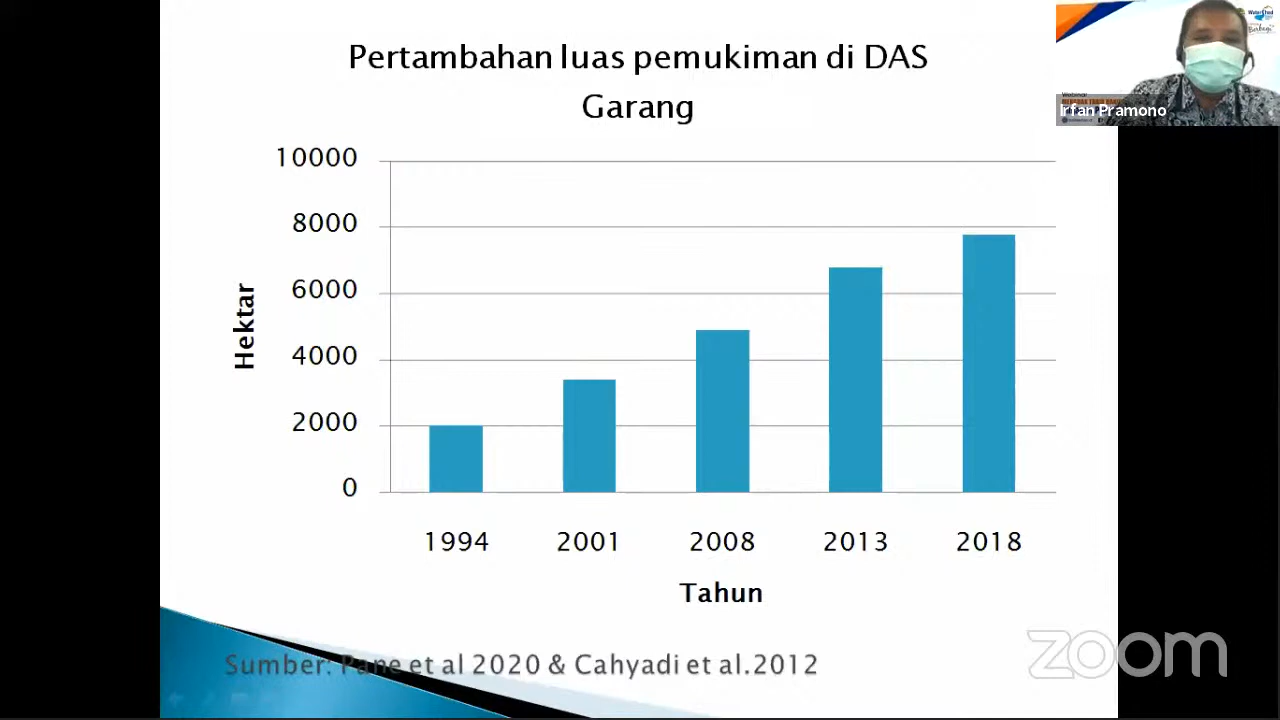 Pertambahan luas pemukiman di DAS
Garang
10000
8000
6000
4000
2000
0
Hektar
1994 2001 2008 2013 2018
Tahun
Sumber: Pane et al 2020 & Cahyadi et al.2012
Webinar
Irfan Pramono
zoom